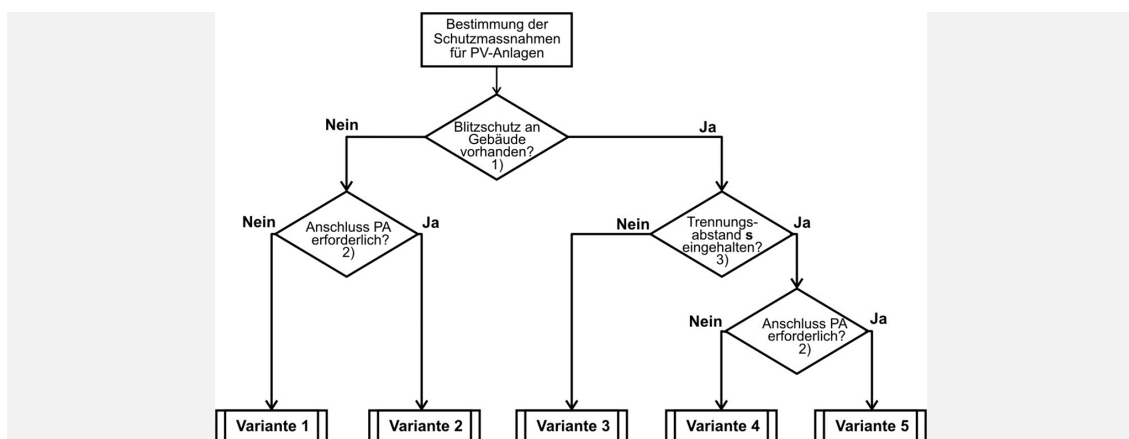 Bestimmung der
Schutzmassnahmen
für PV-Anlagen
Nein
Ja
Blitzschutz an
Gebäude
vorhanden?
1)
Nein
Anschluss PA
erforderlich?
2)
Ja
Nein
Trennungs-
abstand s
eingehalten?
3)
Ja
Nein
Anschluss PA
erforderlich?
2)
Ja
Variante 1
Variante 2
Variante 3
Variante 4
Variante 5